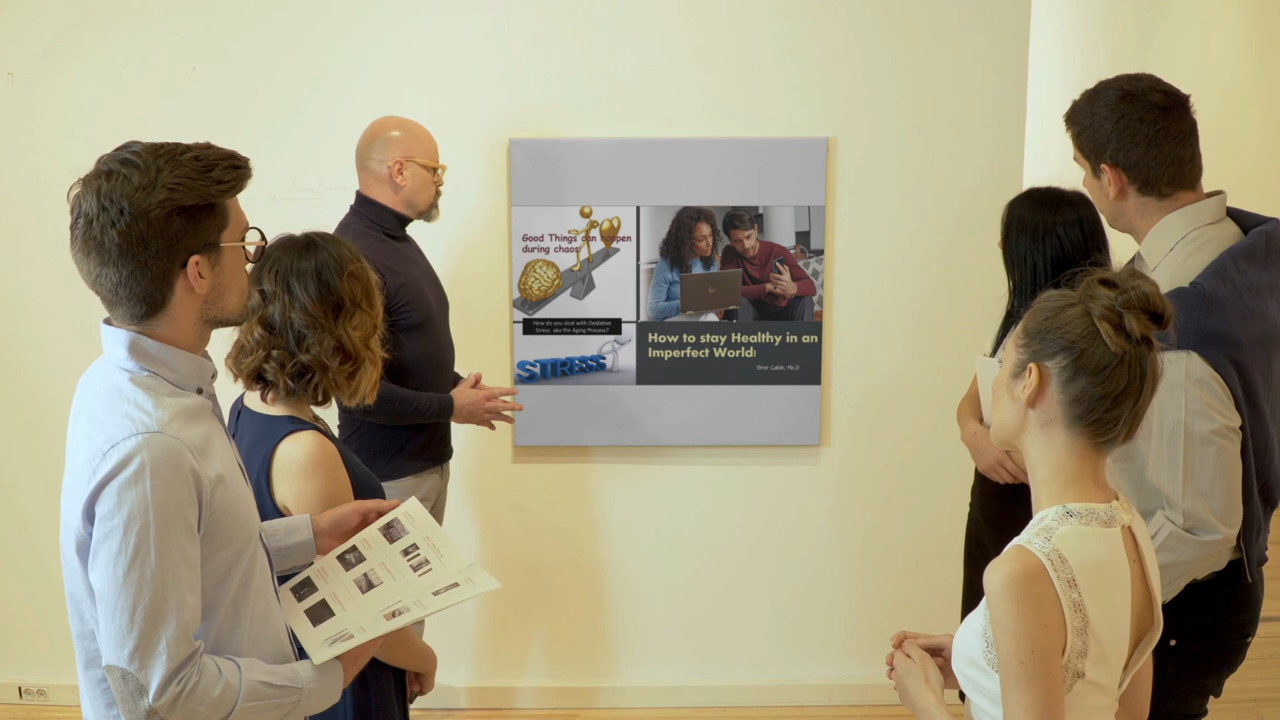 Good Things can happen
during chaos!
How do you deal with Oxidative
Stress aka the Aging Process?
STRESS
How to stay Healthy in an
Imperfect World!